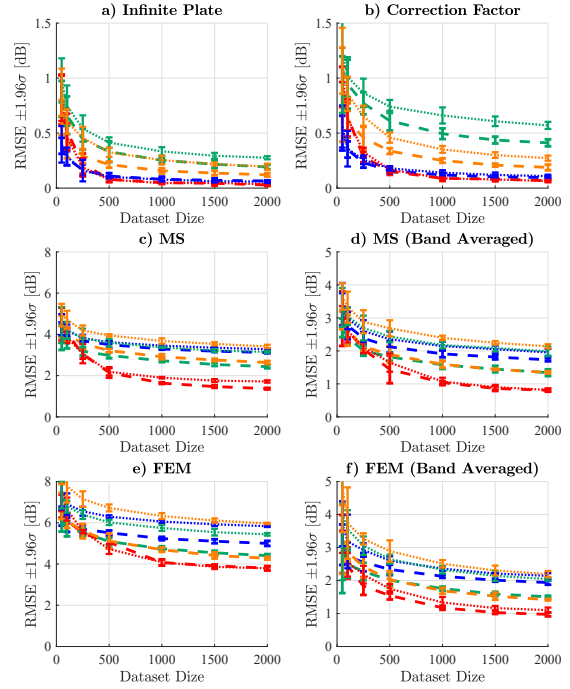 a) Infinite Plate
b) Correction Factor
RMSE ±1.96σ [dB]
1.5
1
0.5
0
0 500 1000 1500 2000
Dataset Dize
RMSE ±1.96σ [dB]
1.5
1
0.5
0
0 500 1000 1500 2000
Dataset Dize
c) MS
d) MS (Band Averaged)
RMSE ±1.96σ [dB]
8
6
4
2
0
0 500 1000 1500 2000
Dataset Dize
RMSE ±1.96σ [dB]
5
4
3
2
1
0
0 500 1000 1500 2000
Dataset Dize
e) FEM
f) FEM (Band Averaged)
RMSE ±1.96σ [dB]
8
6
4
2
0
0 500 1000 1500 2000
Dataset Dize
RMSE ±1.96σ [dB]
5
4
3
2
1
0
0 500 1000 1500 2000
Dataset Dize